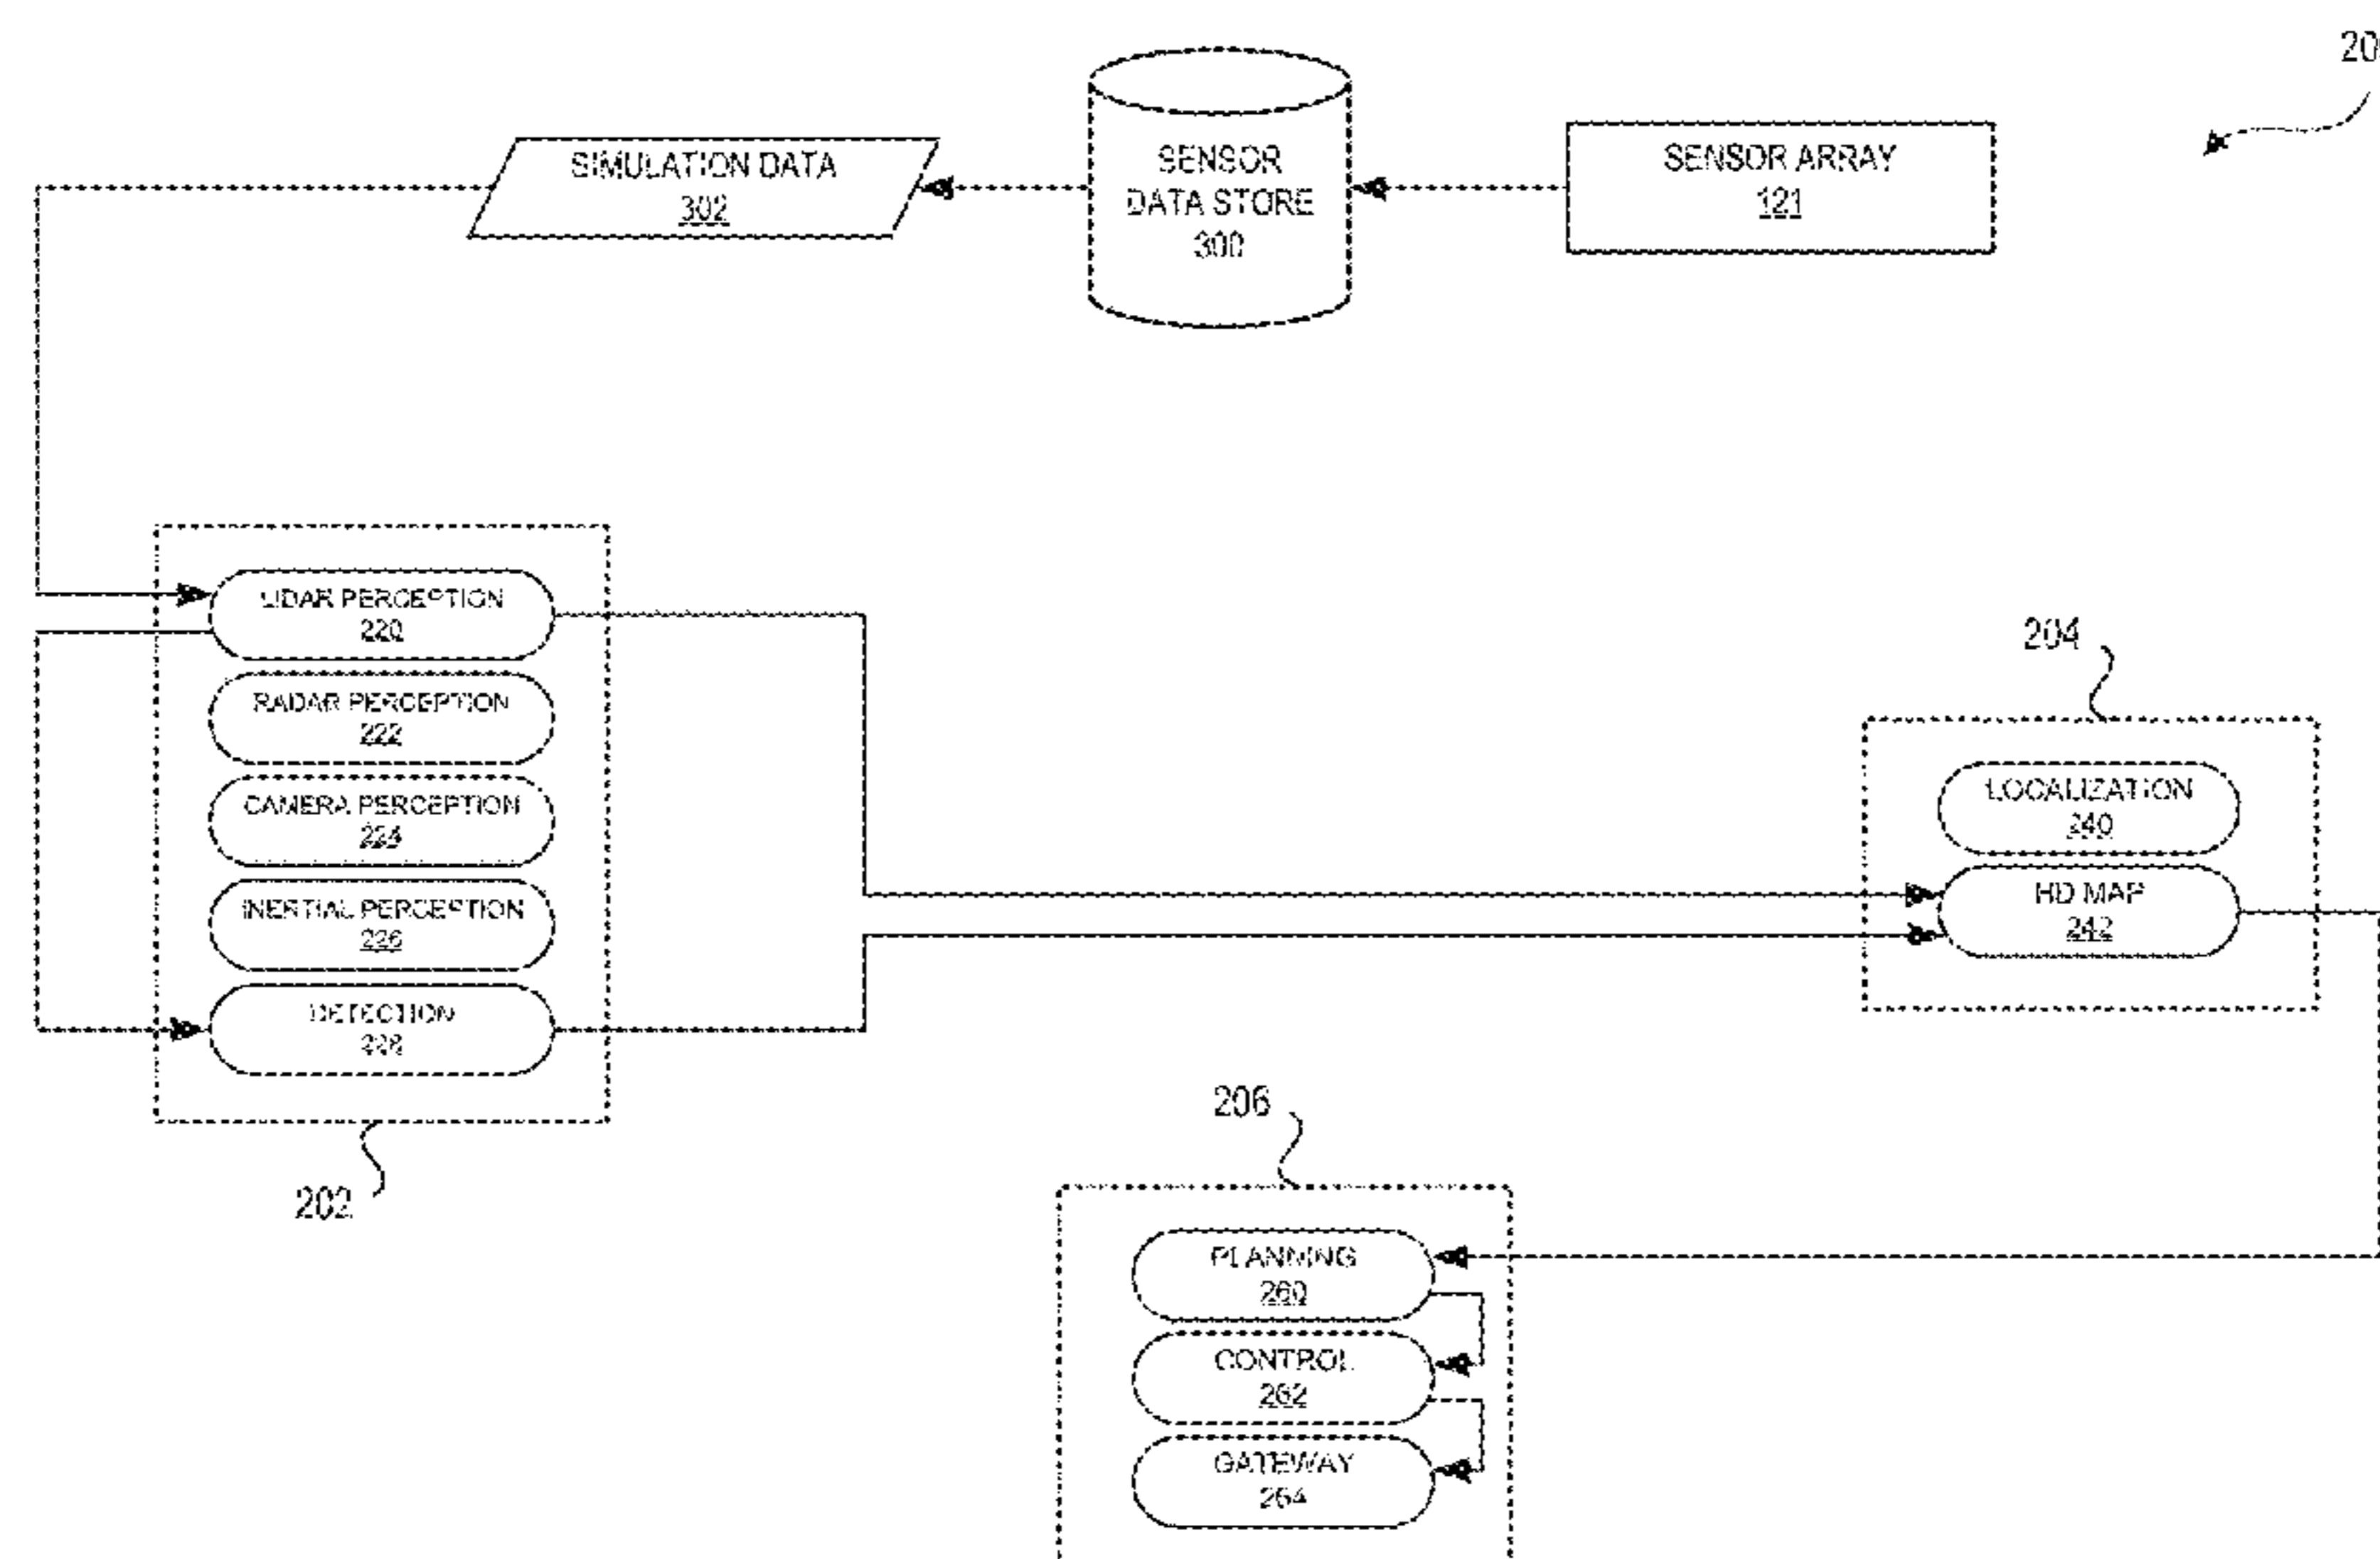 20
SIMULATION DATA
302
SENSOR
DATA STORE
300
SENSOR ARRAY
121
LIDAR PERCEPTION
220
RADAR PERCEPTION
222
CAMERA PERCEPTION
224
INERTIAL PERCEPTION
226
DETECTION
228
202
204
LOCALIZATION
240
HD MAP
242
206
PLANNING
260
CONTROL
262
GATEWAY
264